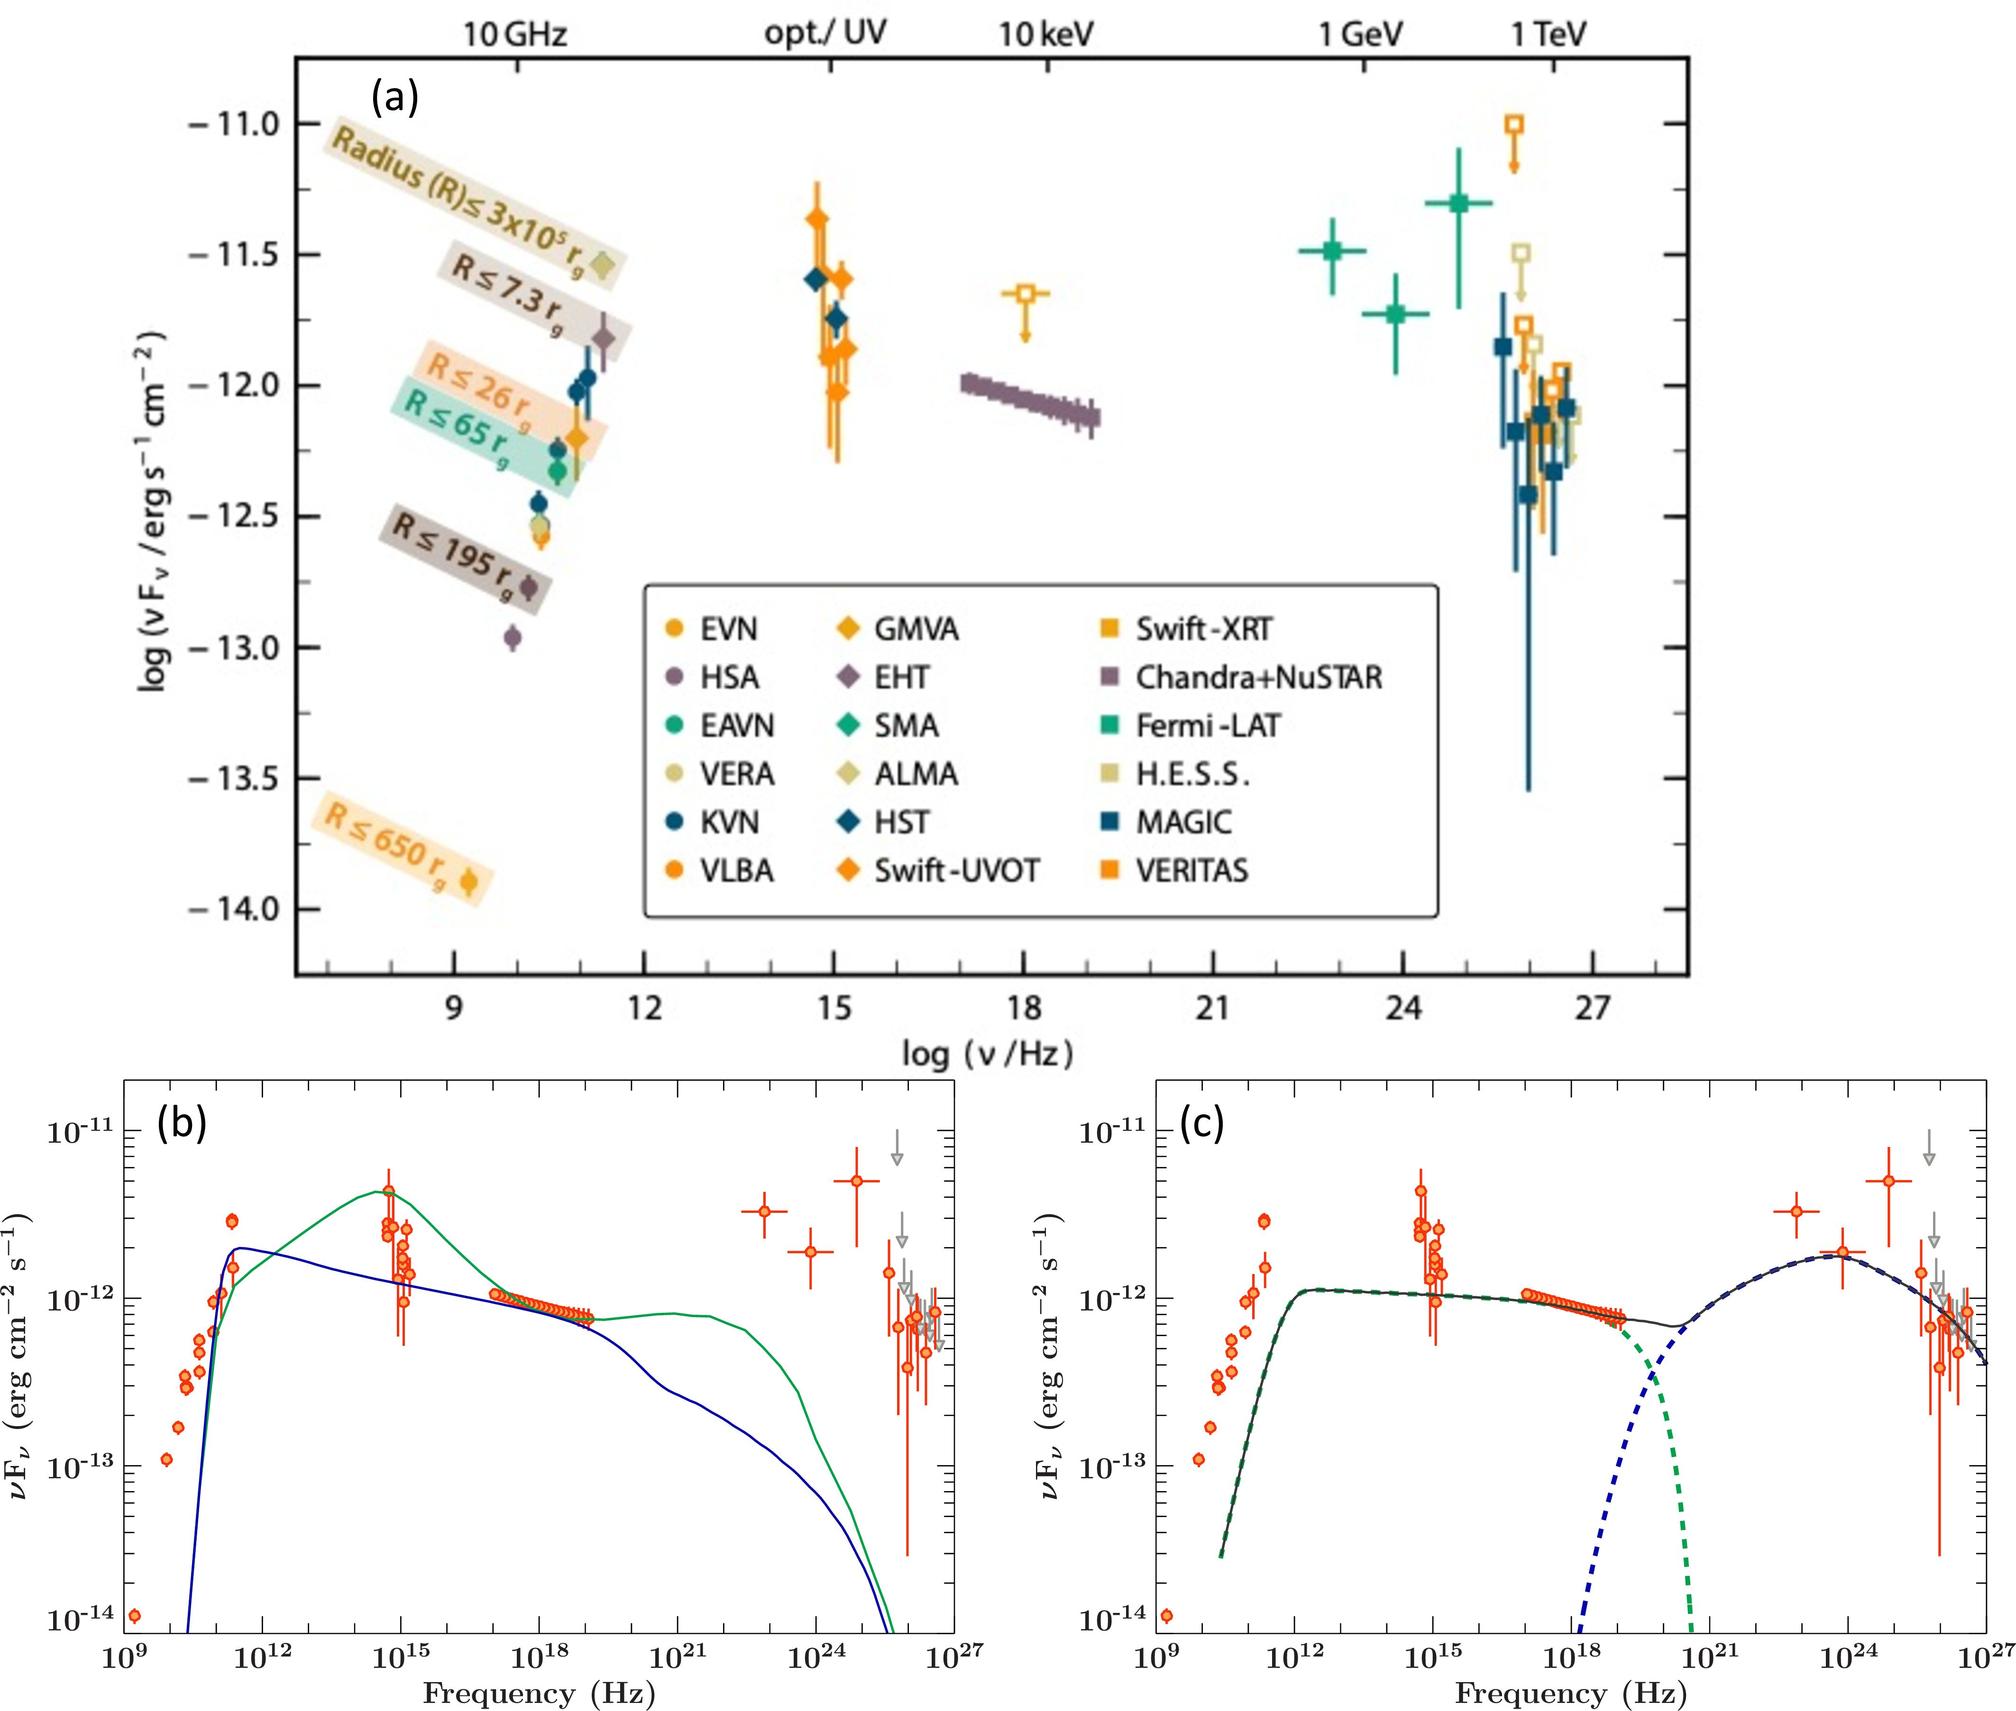 10 GHz opt./ UV 10 keV 1 GeV 1 TeV
(a)
−11.0
−11.5
−12.0
−12.5
−13.0
−13.5
−14.0
log (ν Fν / erg s⁻¹ cm⁻²)
Radius (R)≤ 3x10⁵ rg
R ≤ 7.3 rg
R ≤ 26 rg
R ≤ 65 rg
R ≤ 195 rg
R ≤ 650 rg
EVN GMVA Swift-XRT
HSA EHT Chandra+NuSTAR
EAVN SMA Fermi-LAT
VERA ALMA H.E.S.S.
KVN HST MAGIC
VLBA Swift-UVOT VERITAS
9 12 15 18 21 24 27
log (ν /Hz)
(b)
10⁻¹¹
10⁻¹²
10⁻¹³
10⁻¹⁴
νFν (erg cm⁻² s⁻¹)
10⁹ 10¹² 10¹⁵ 10¹⁸ 10²¹ 10²⁴ 10²⁷
Frequency (Hz)
(c)
10⁻¹¹
10⁻¹²
10⁻¹³
10⁻¹⁴
νFν (erg cm⁻² s⁻¹)
10⁹ 10¹² 10¹⁵ 10¹⁸ 10²¹ 10²⁴ 10²⁷
Frequency (Hz)